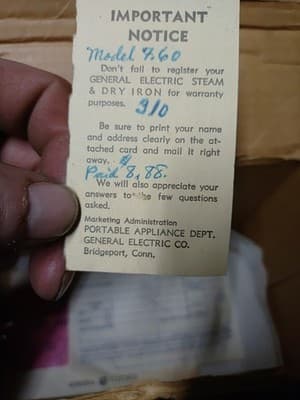 IMPORTANT
NOTICE
Model F.60
Don't fail to register your
GENERAL ELECTRIC STEAM
& DRY IRON for warranty
purposes. 310
Be sure to print your name
and address clearly on the at-
tached card and mail it right
away.
Paid 8,88.
We will also appreciate your
answers to the few questions
asked.
Marketing Administration
PORTABLE APPLIANCE DEPT.
GENERAL ELECTRIC CO.
Bridgeport, Conn.